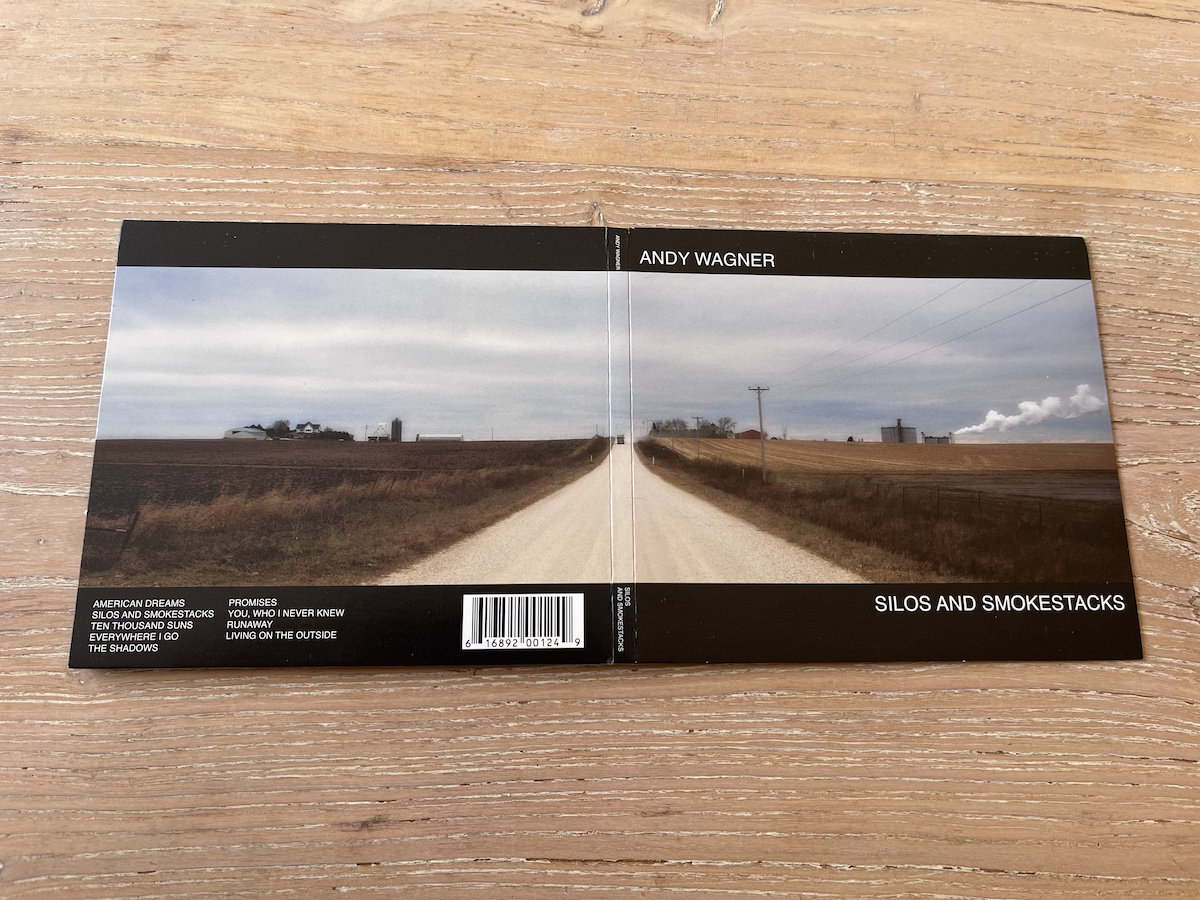 ANDY WAGNER
ANDY WAGNER
SILOS AND SMOKESTACKS
SILOS
AND SMOKESTACKS
AMERICAN DREAMS
SILOS AND SMOKESTACKS
TEN THOUSAND SUNS
EVERYWHERE I GO
THE SHADOWS
PROMISES
YOU, WHO I NEVER KNEW
RUNAWAY
LIVING ON THE OUTSIDE
6 16892 00124 9